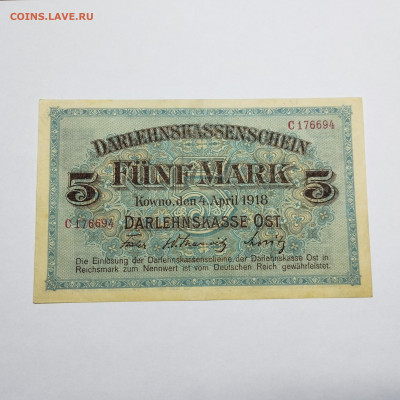 COINS.LAVE.RU
C 176694
DARLEHNSKASSENSCHEIN
5 FÜNF MARK 5
Kowno, den 4. April 1918
C 176694 DARLEHNSKASSE OST
Die Einlösung der Darlehnskassenscheine der Darlehnskasse Ost in
Reichsmark zum Nennwert ist vom Deutschen Reich gewährleistet.